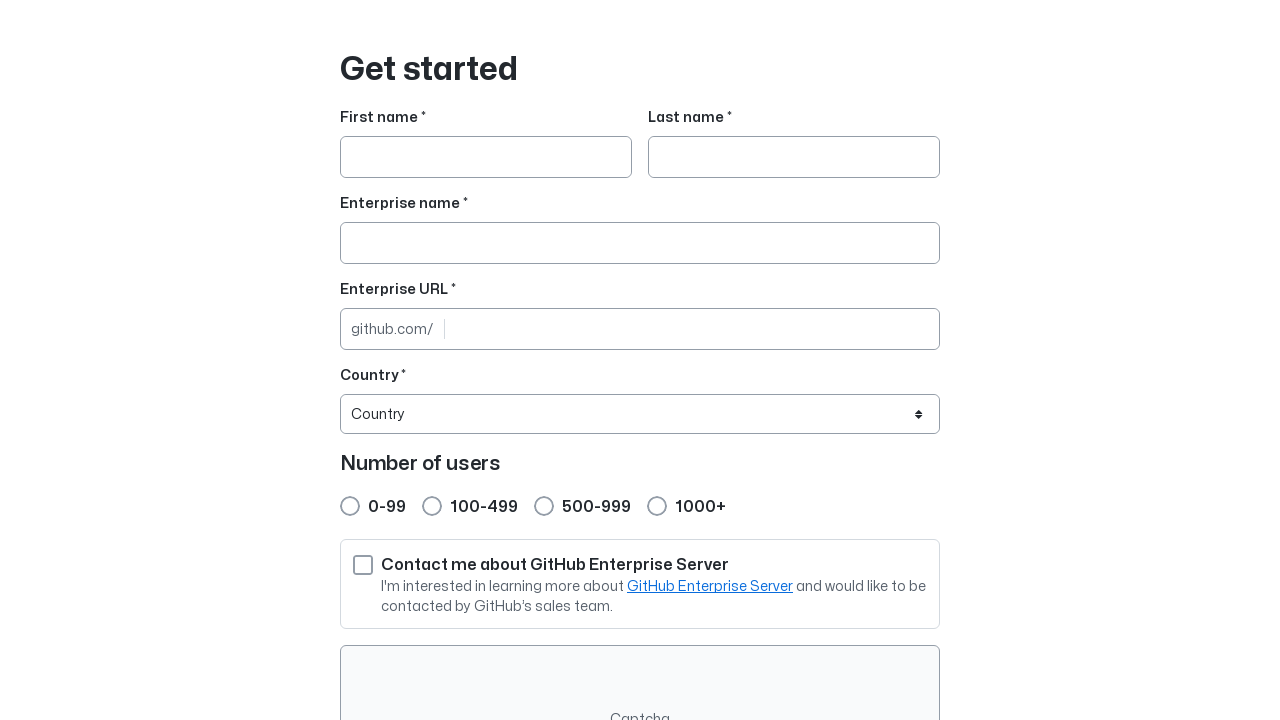 Get started
First name *
Last name *
Enterprise name *
Enterprise URL *
github.com/
Country *
Country
Number of users
0-99
100-499
500-999
1000+
Contact me about GitHub Enterprise Server
I'm interested in learning more about GitHub Enterprise Server and would like to be
contacted by GitHub's sales team.
Captcha